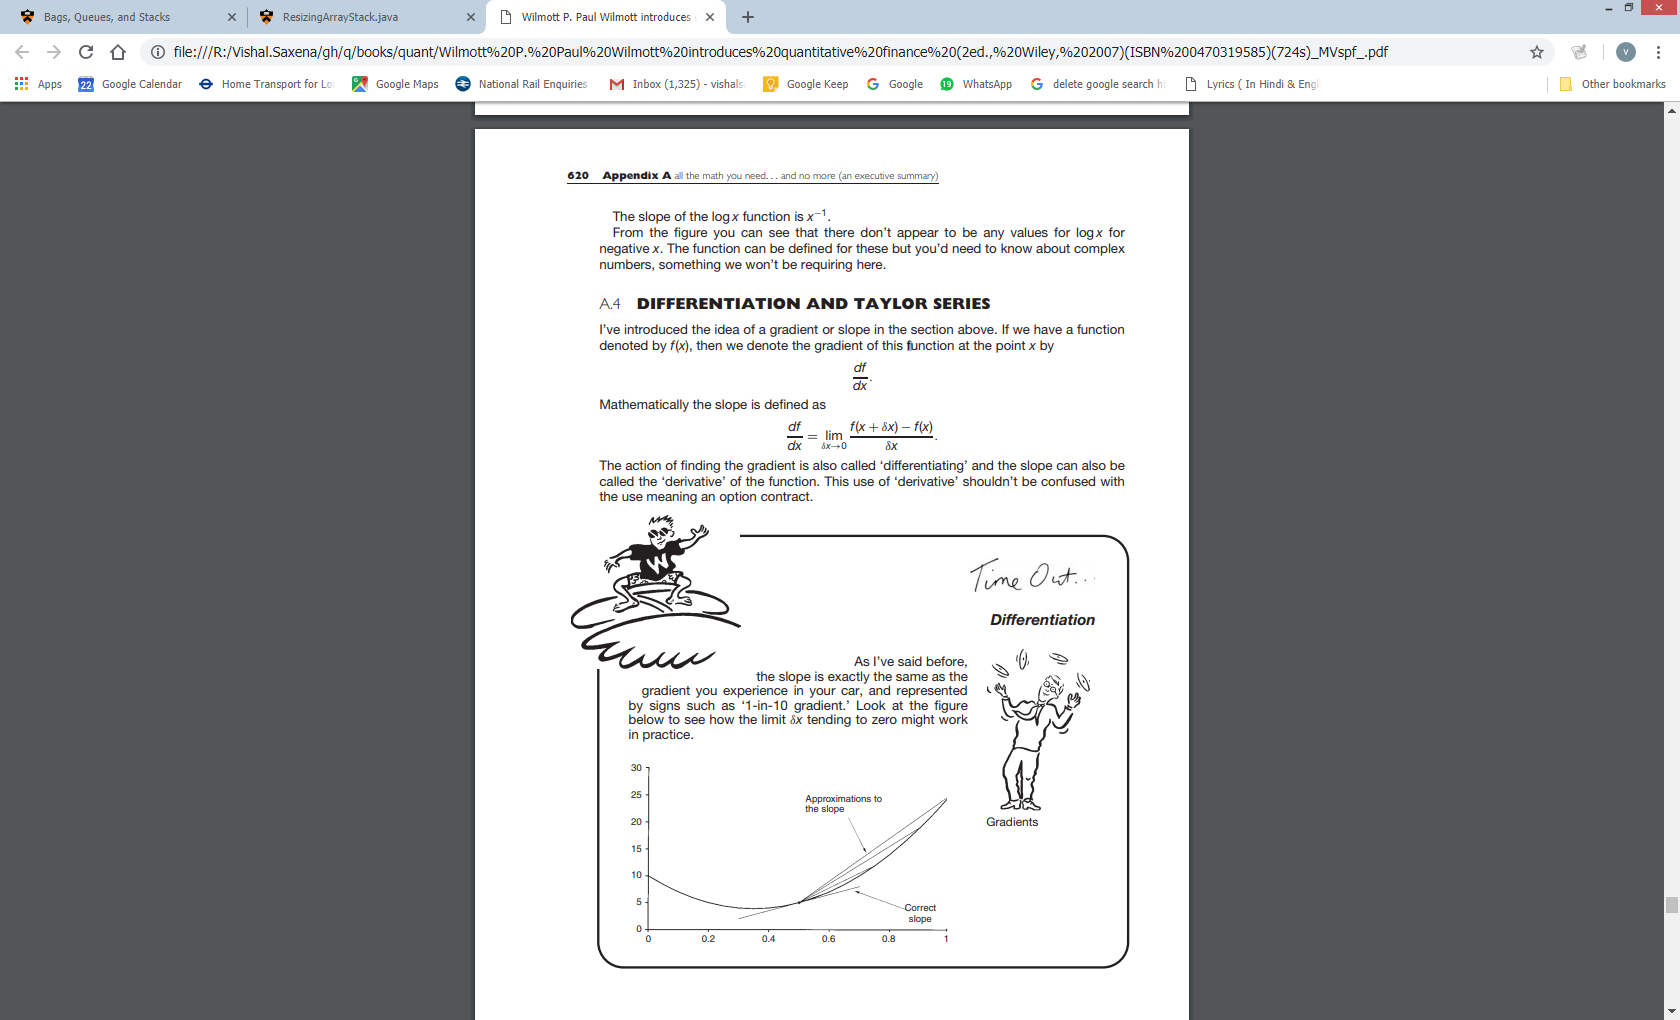 Bags, Queues, and Stacks
ResizingArrayStack.java
Wilmott P. Paul Wilmott introduces
file:///R:/Vishal.Saxena/gh/q/books/quant/Wilmott%20P.%20Paul%20Wilmott%20introduces%20quantitative%20finance%20(2ed.,%20Wiley,%202007)(ISBN%200470319585)(724s)_MVspf_.pdf
V
Apps
22 Google Calendar
Home Transport for Lo
Google Maps
National Rail Enquiries
Inbox (1,325) - vishals
Google Keep
Google
19 WhatsApp
delete google search hi
Lyrics ( In Hindi & Engl
Other bookmarks
620 Appendix A all the math you need... and no more (an executive summary)
The slope of the log x function is x⁻¹.
From the figure you can see that there don't appear to be any values for log x for
negative x. The function can be defined for these but you'd need to know about complex
numbers, something we won't be requiring here.
A.4 DIFFERENTIATION AND TAYLOR SERIES
I've introduced the idea of a gradient or slope in the section above. If we have a function
denoted by f(x), then we denote the gradient of this function at the point x by
df
dx.
Mathematically the slope is defined as
df/dx = lim δx→0 f(x + δx) – f(x)/δx.
The action of finding the gradient is also called 'differentiating' and the slope can also be
called the 'derivative' of the function. This use of 'derivative' shouldn't be confused with
the use meaning an option contract.
W
Time Out...
Differentiation
As I've said before,
the slope is exactly the same as the
gradient you experience in your car, and represented
by signs such as '1-in-10 gradient.' Look at the figure
below to see how the limit δx tending to zero might work
in practice.
Gradients
30
25
20
15
10
5
0
Approximations to
the slope
Correct
slope
0 0.2 0.4 0.6 0.8 1